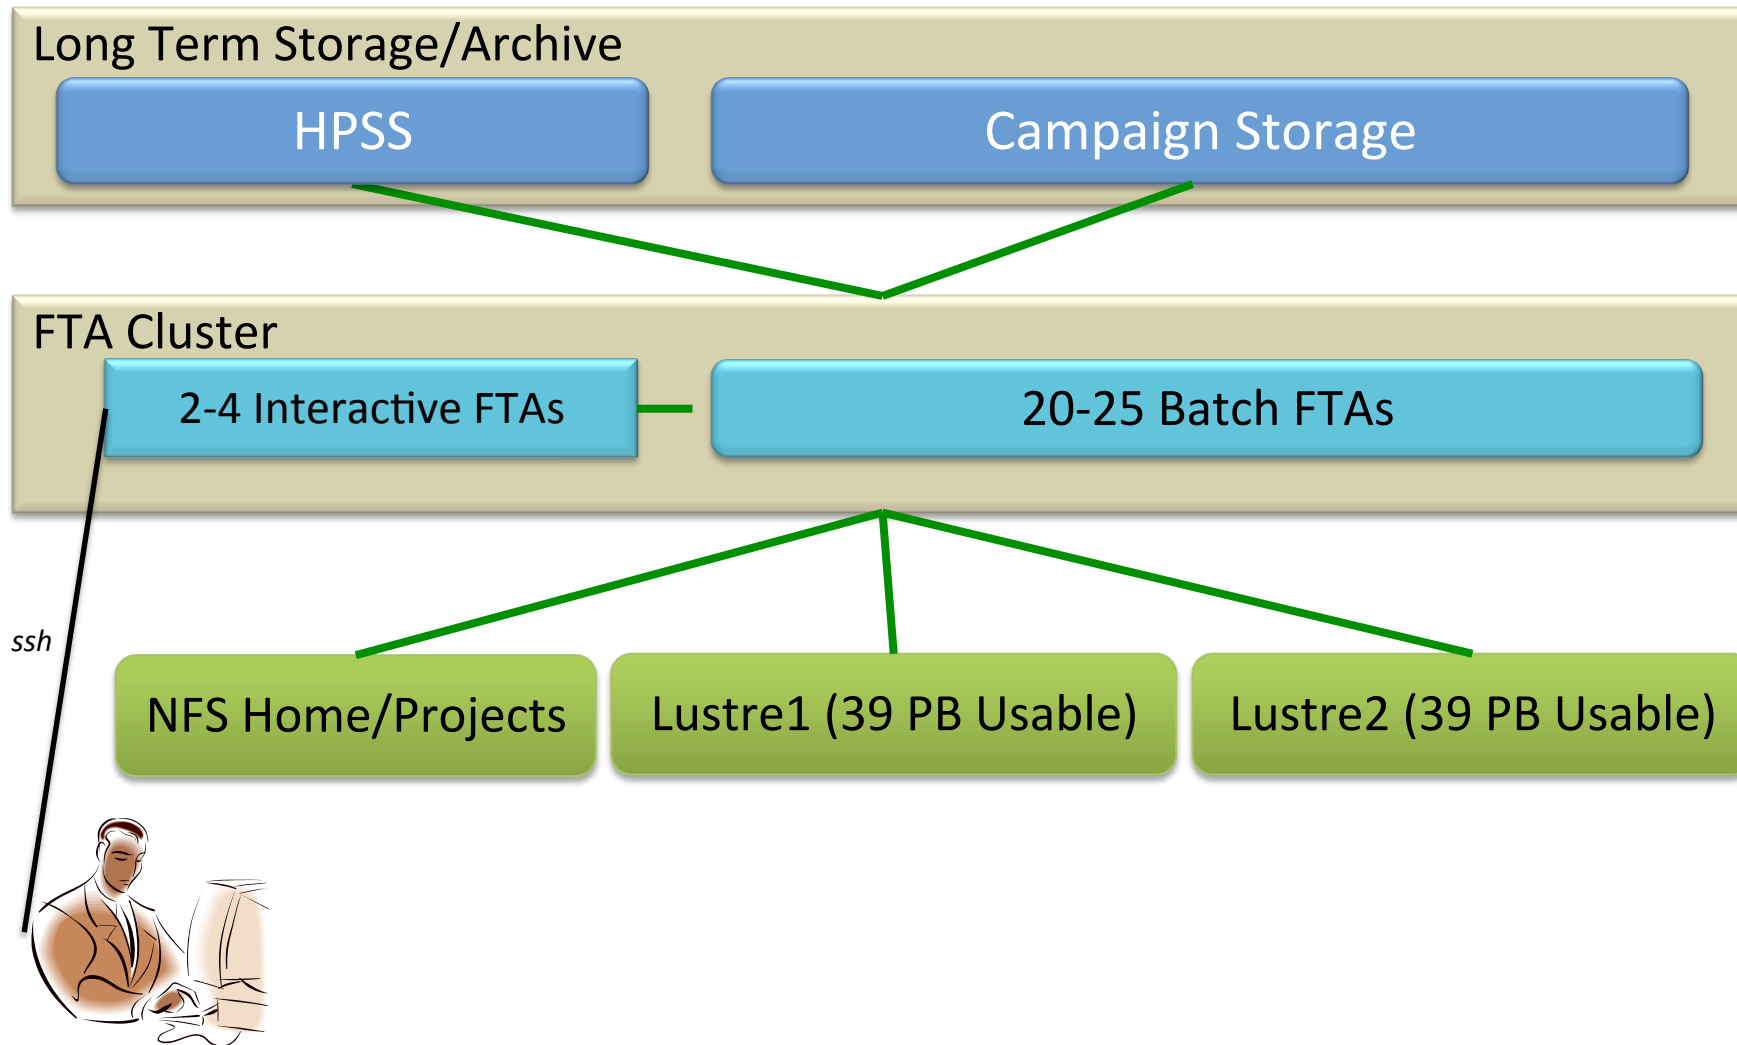 Long Term Storage/Archive
HPSS
Campaign Storage
FTA Cluster
2-4 Interactive FTAs
20-25 Batch FTAs
ssh
NFS Home/Projects
Lustre1 (39 PB Usable)
Lustre2 (39 PB Usable)